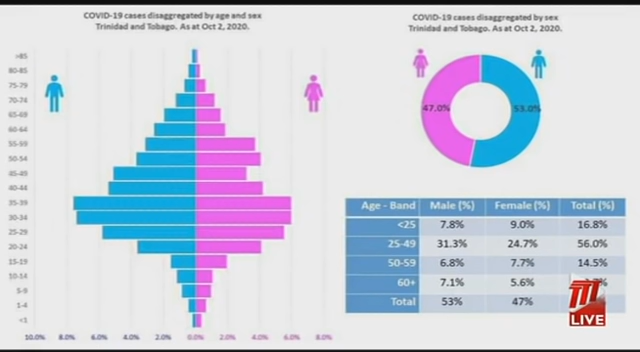 COVID-19 cases disaggregated by age and sex
Trinidad and Tobago. As at Oct 2, 2020.
>85
80-85
75-79
70-74
65-69
60-64
55-59
50-54
45-49
40-44
35-39
30-34
25-29
20-24
15-19
10-14
5-9
1-4
<1
10.0% 8.0% 6.0% 4.0% 2.0% 0.0% 2.0% 4.0% 6.0% 8.0%
COVID-19 cases disaggregated by sex
Trinidad and Tobago. As at Oct 2, 2020.
47.0% 53.0%
Age - Band Male (%) Female (%) Total (%)
<25 7.8% 9.0% 16.8%
25-49 31.3% 24.7% 56.0%
50-59 6.8% 7.7% 14.5%
60+ 7.1% 5.6%
Total 53% 47%
LIVE